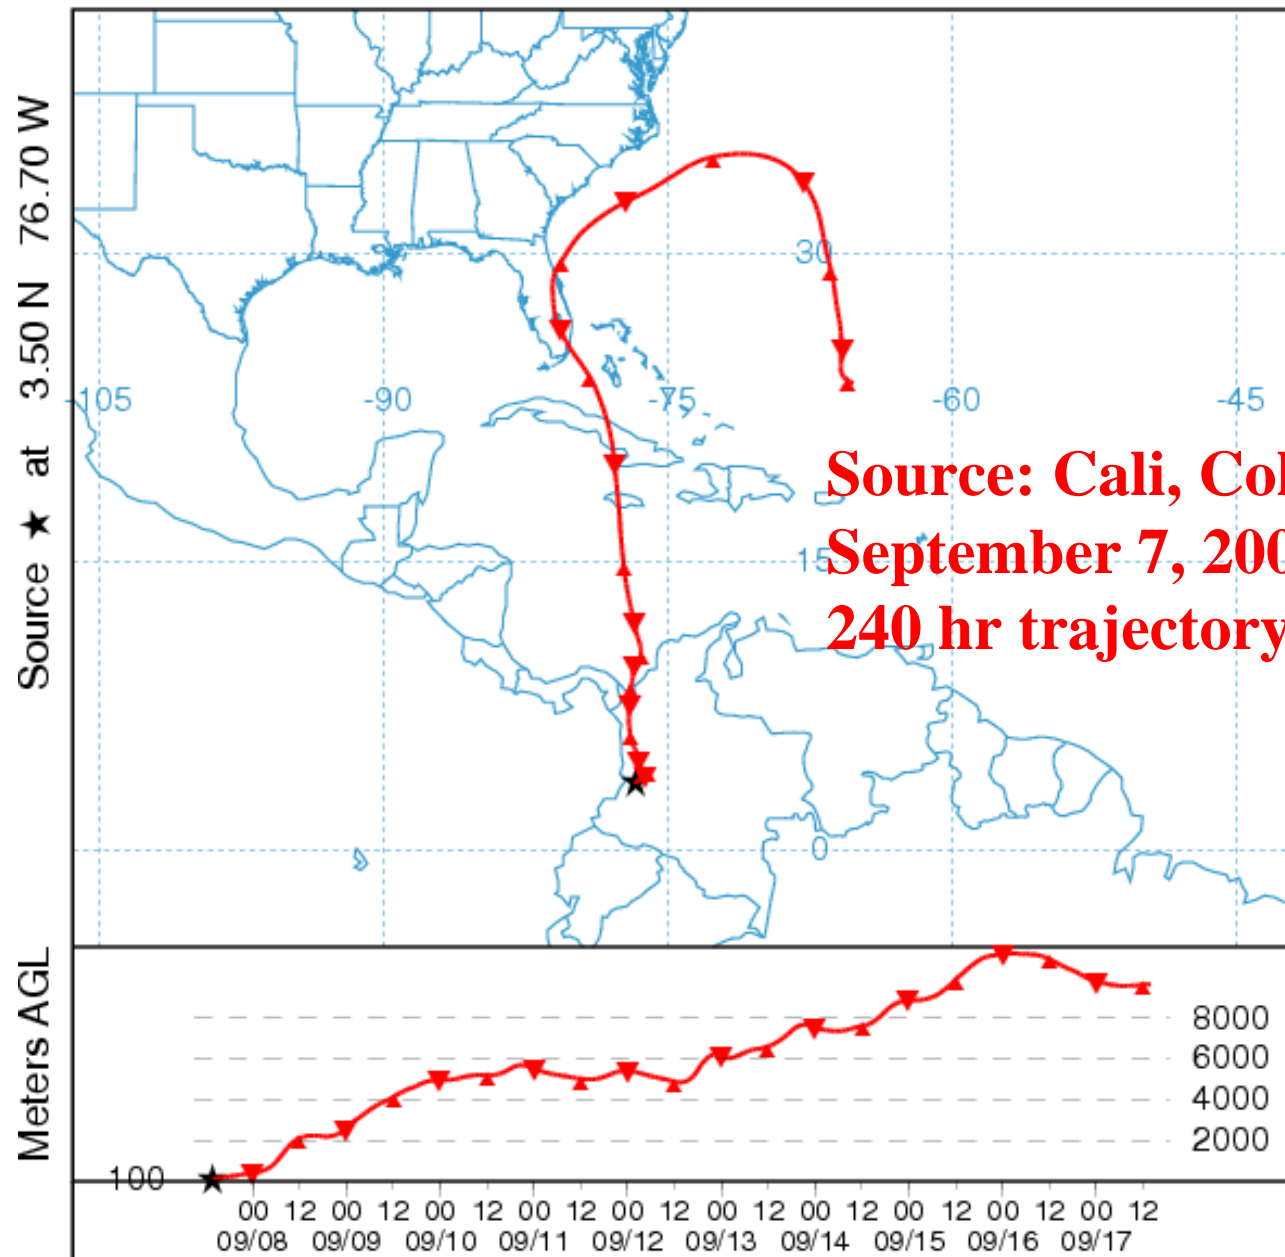 Source ★ at 3.50 N 76.70 W
30
-105 -90 -75 -60 -45
Source: Cali, Col
September 7, 200
240 hr trajectory
15
0
Meters AGL
8000
6000
4000
2000
100
00 12 00 12 00 12 00 12 00 12 00 12 00 12 00 12 00 12 00 12
09/08 09/09 09/10 09/11 09/12 09/13 09/14 09/15 09/16 09/17